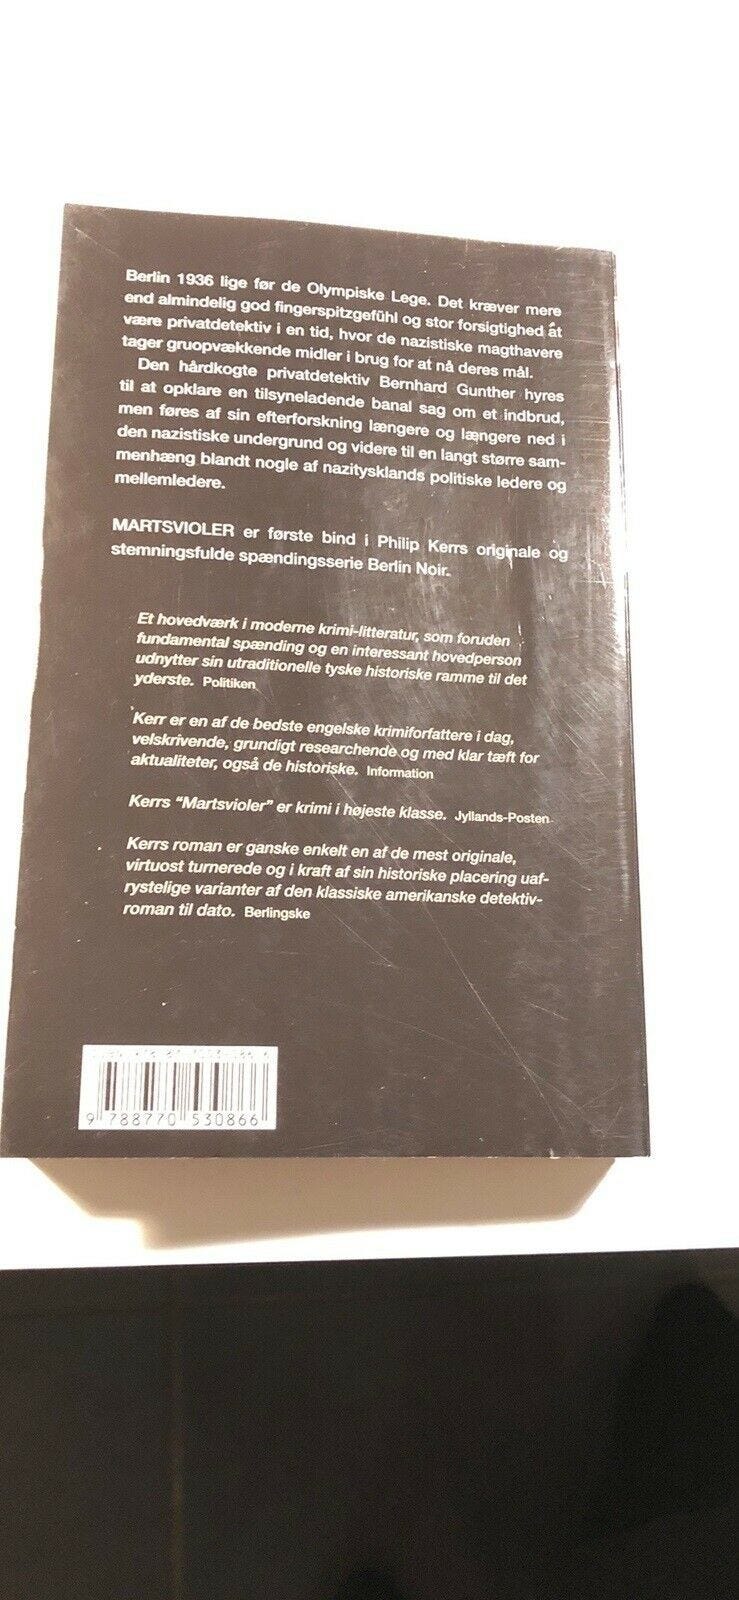 Berlin 1936 lige før de Olympiske Lege. Det kræver mere
end almindelig god fingerspitzgefühl og stor forsigtighed at
være privatdetektiv i en tid, hvor de nazistiske magthavere
tager gruopvækkende midler i brug for at nå deres mål.
Den hårdkogte privatdetektiv Bernhard Gunther hyres
til at opklare en tilsyneladende banal sag om et indbrud,
men føres af sin efterforskning længere og længere ned i
den nazistiske undergrund og videre til en langt større sam-
menhæng blandt nogle af nazitysklands politiske ledere og
mellemledere.
MARTSVIOLER er første bind i Philip Kerrs originale og
stemningsfulde spændingsserie Berlin Noir.
Et hovedværk i moderne krimi-litteratur, som foruden
fundamental spænding og en interessant hovedperson
udnytter sin utraditionelle tyske historiske ramme til det
yderste. Politiken
Kerr er en af de bedste engelske krimiforfattere i dag,
velskrivende, grundigt researchende og med klar tæft for
aktualiteter, også de historiske. Information
Kerrs "Martsvioler" er krimi i højeste klasse. Jyllands-Posten
Kerrs roman er ganske enkelt en af de mest originale,
virtuost turnerede og i kraft af sin historiske placering uaf-
rystelige varianter af den klassiske amerikanske detektiv-
roman til dato. Berlingske
9 788770 530866